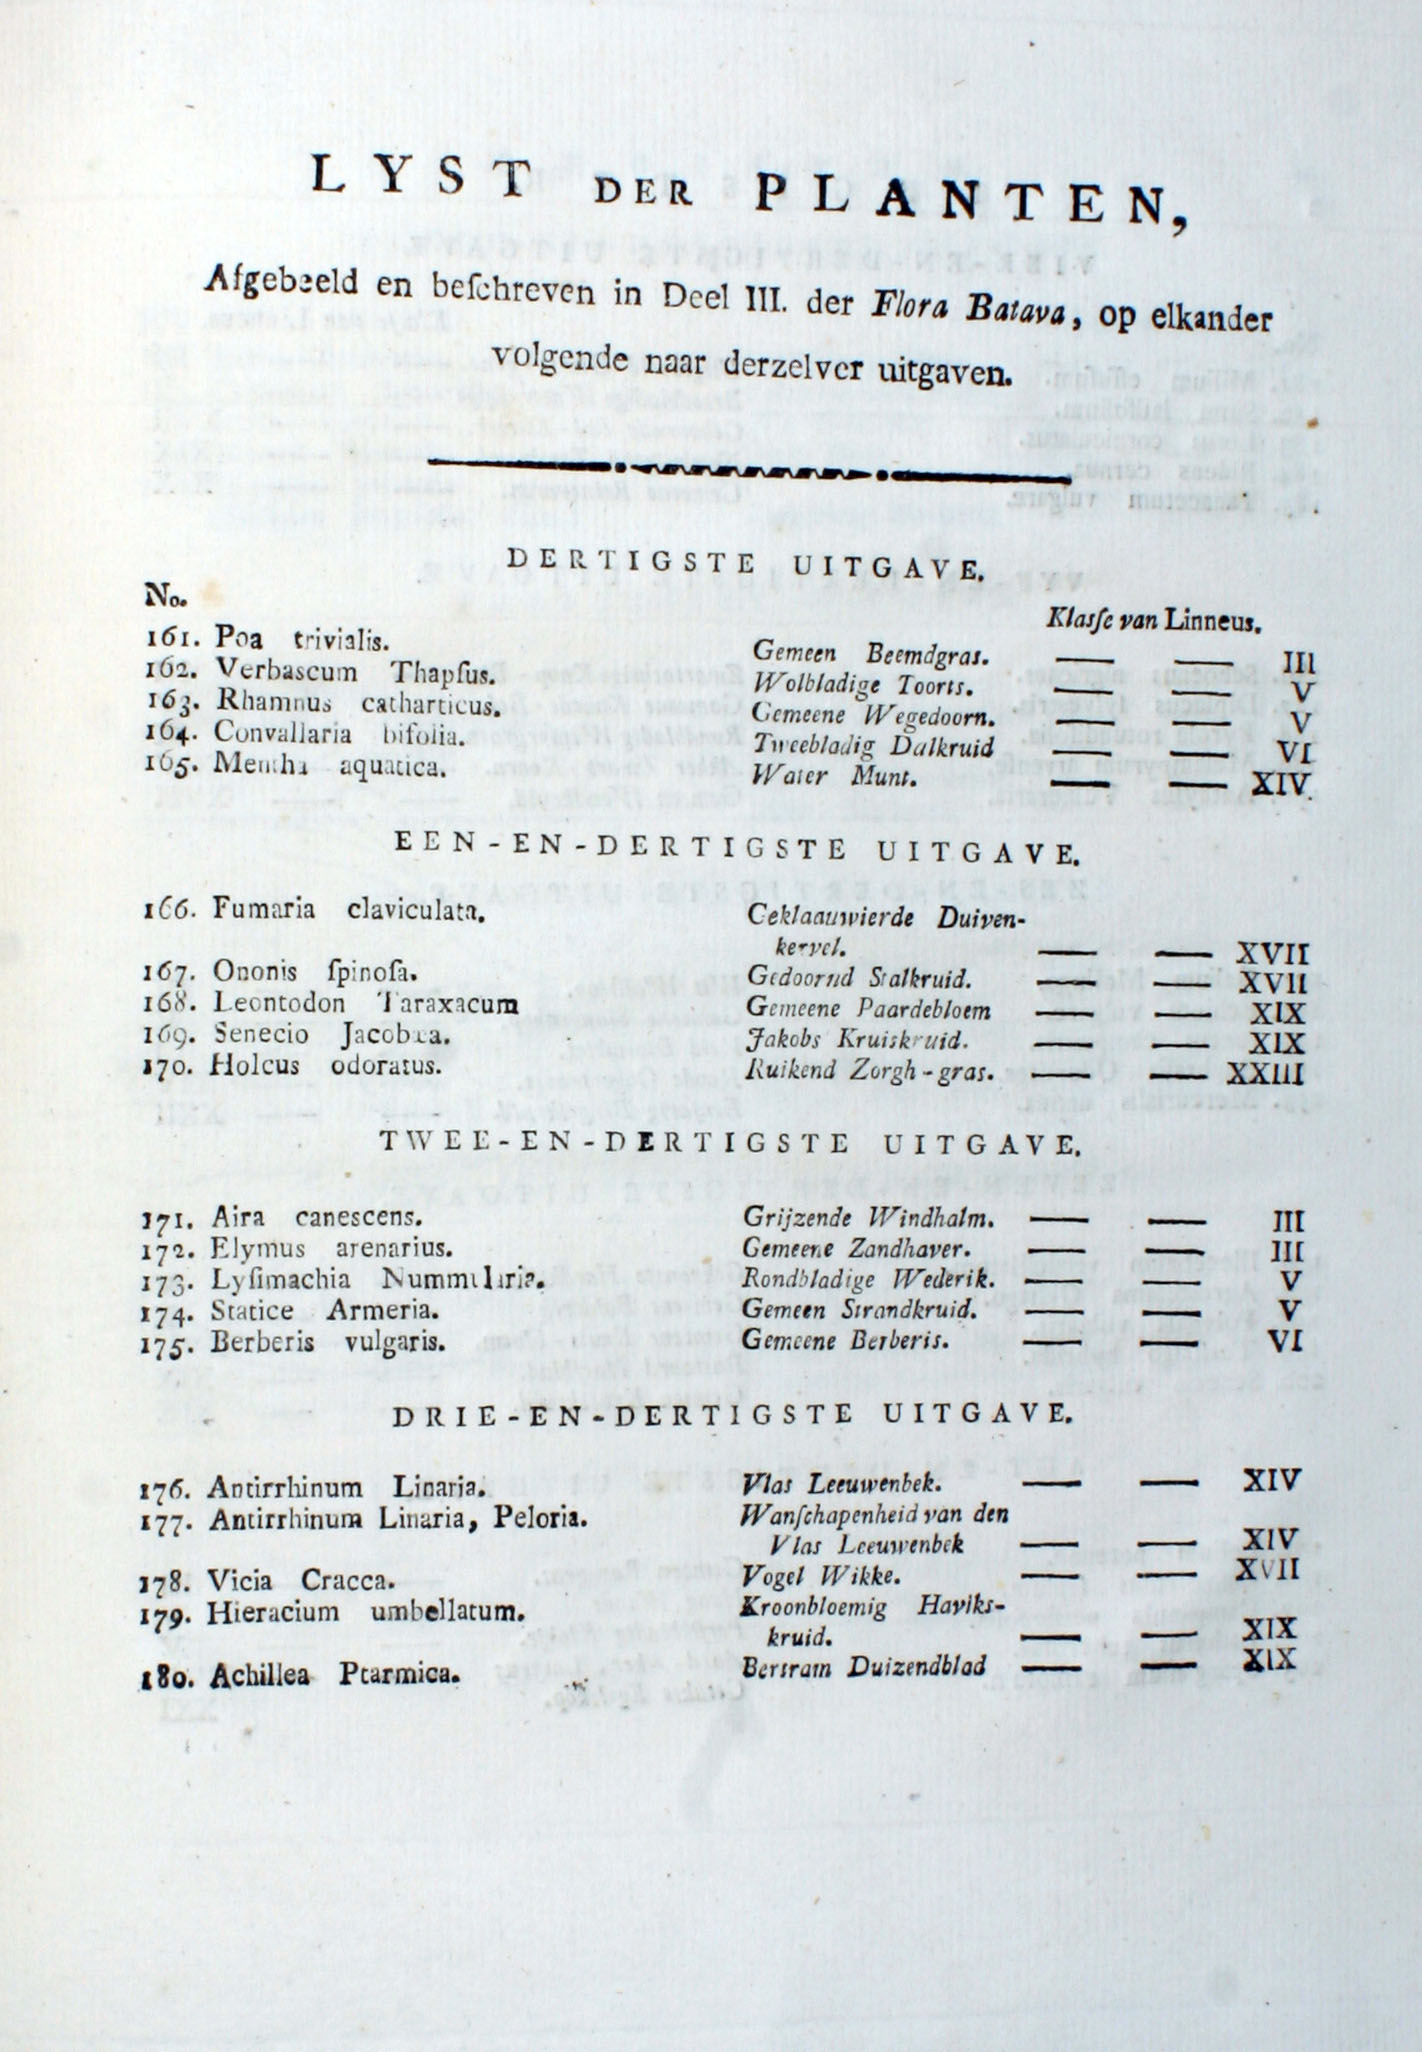 LYST DER PLANTEN,
Afgebeeld en beſchreven in Deel III. der Flora Batava, op elkander
volgende naar derzelver uitgaven.
DERTIGSTE UITGAVE.
No. Klasſe van Linneus.
161. Poa trivialis. Gemeen Beemdgras. — — III
162. Verbascum Thapſus. Wolbladige Toorts. — — V
163. Rhamnus catharticus. Gemeene Wegedoorn. — — V
164. Convallaria bifolia. Tweebladig Dalkruid — — VI
165. Mentha aquatica. Water Munt. — — XIV
EEN-EN-DERTIGSTE UITGAVE.
166. Fumaria claviculata. Geklaauwierde Duiven-
kervel. — — XVII
167. Ononis ſpinoſa. Gedoornd Stalkruid. — — XVII
168. Leontodon Taraxacum Gemeene Paardebloem — — XIX
169. Senecio Jacobæa. Jakobs Kruiskruid. — — XIX
170. Holcus odoratus. Ruikend Zorgh-gras. — — XXIII
TWEE-EN-DERTIGSTE UITGAVE.
171. Aira canescens. Grijzende Windhalm. — — III
172. Elymus arenarius. Gemeene Zandhaver. — — III
173. Lyſimachia Nummularia. Rondbladige Wederik. — — V
174. Statice Armeria. Gemeen Strandkruid. — — V
175. Berberis vulgaris. Gemeene Berberis. — — VI
DRIE-EN-DERTIGSTE UITGAVE.
176. Antirrhinum Linaria. Vlas Leeuwenbek. — — XIV
177. Antirrhinum Linaria, Peloria. Wanſchapenheid van den
Vlas Leeuwenbek — — XIV
178. Vicia Cracca. Vogel Wikke. — — XVII
179. Hieracium umbellatum. Kroonbloemig Haviks-
kruid. — — XIX
180. Achillea Ptarmica. Bertram Duizendblad — — XIX